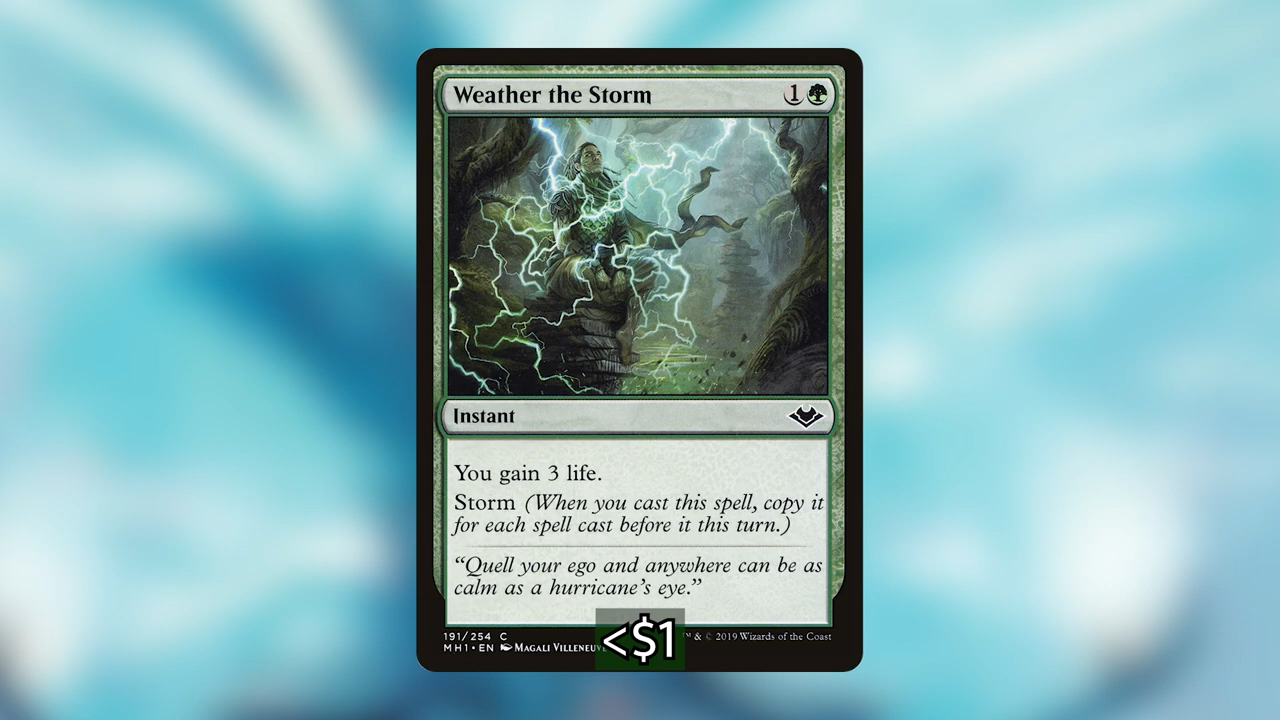 Weather the Storm 1
Instant
You gain 3 life.
Storm (When you cast this spell, copy it
for each spell cast before it this turn.)
“Quell your ego and anywhere can be as
calm as a hurricane’s eye.”
191/254 C
MH1•EN MAGALI VILLENEUVE
& © 2019 Wizards of the Coast
<$1